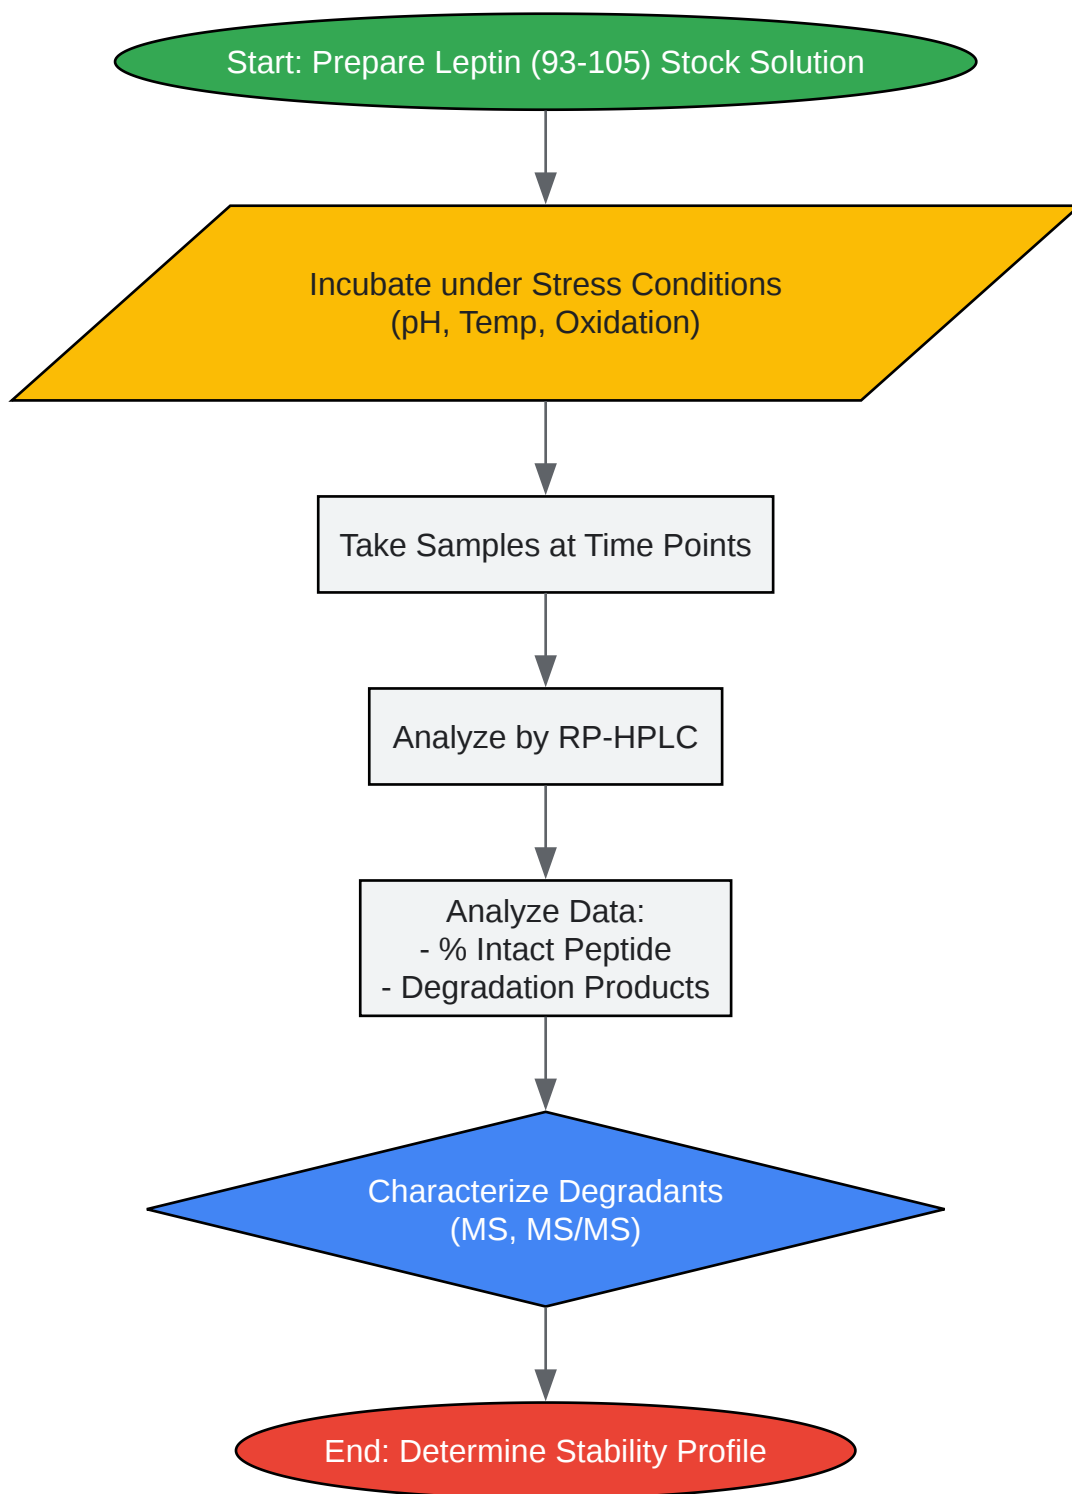 Start: Prepare Leptin (93-105) Stock Solution
Incubate under Stress Conditions
(pH, Temp, Oxidation)
Take Samples at Time Points
Analyze by RP-HPLC
Analyze Data:
- % Intact Peptide
- Degradation Products
Characterize Degradants
(MS, MS/MS)
End: Determine Stability Profile